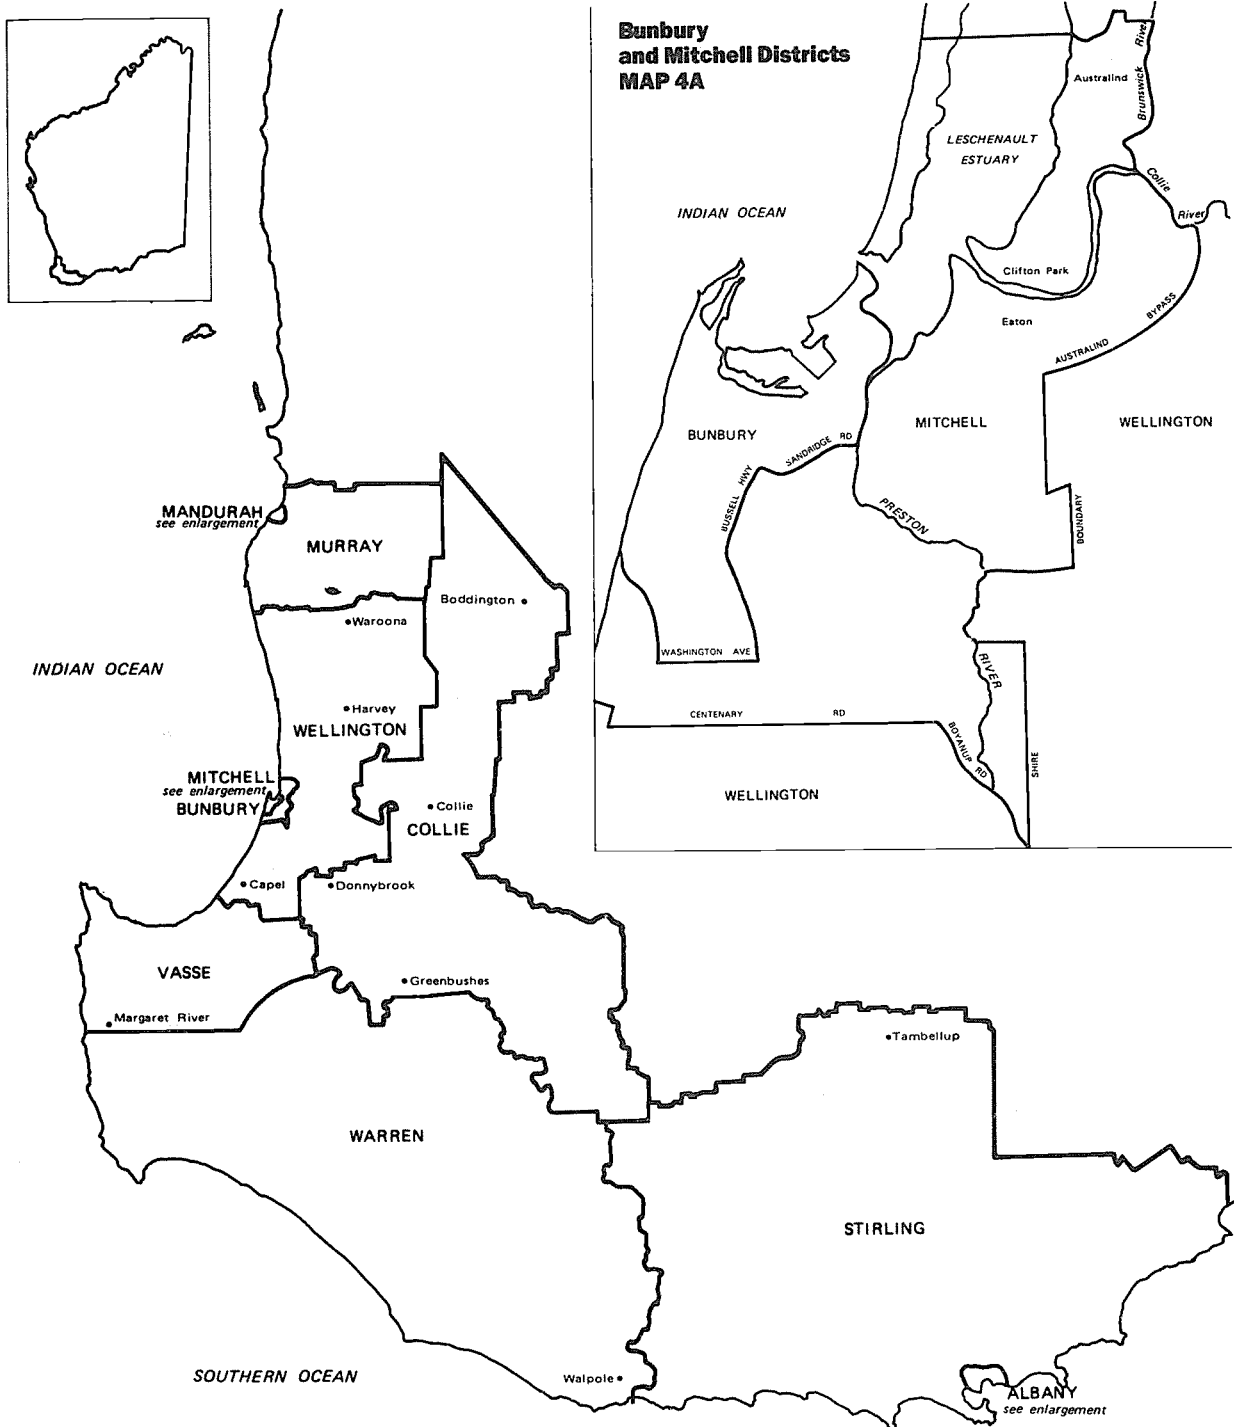 Bunbury
and Mitchell Districts
MAP 4A
Australind
Brunswick River
LESCHENAULT
ESTUARY
Collie
River
INDIAN OCEAN
Clifton Park
Eaton
AUSTRALIND BYPASS
BUNBURY
MITCHELL
WELLINGTON
SANDRIDGE RD
BUSSELL HWY
PRESTON
BOUNDARY
WASHINGTON AVE
RIVER
CENTENARY RD
BOYANUP RD
SHIRE
WELLINGTON
MANDURAH
see enlargement
MURRAY
Boddington
Waroona
INDIAN OCEAN
Harvey
WELLINGTON
MITCHELL
see enlargement
BUNBURY
Collie
COLLIE
Capel
Donnybrook
VASSE
Greenbushes
Margaret River
Tambellup
WARREN
STIRLING
SOUTHERN OCEAN
Walpole
ALBANY
see enlargement